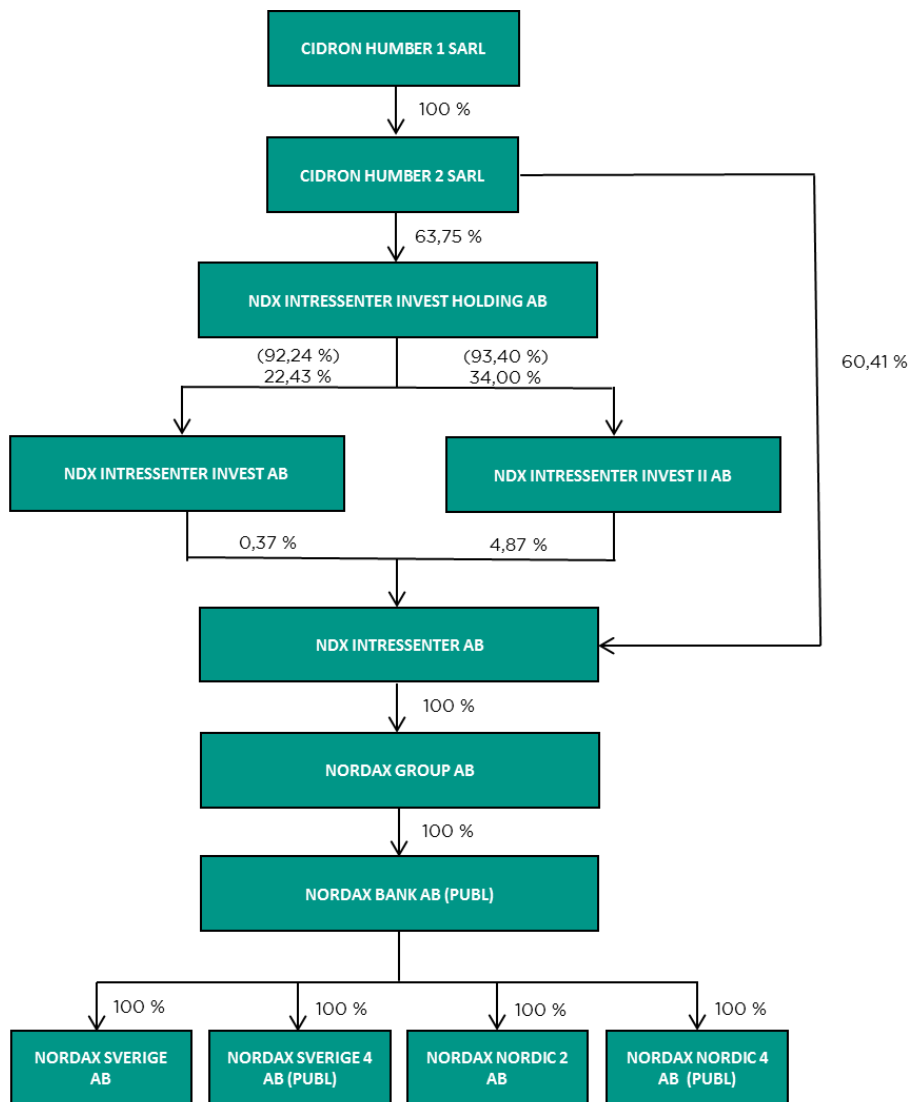 CIDRON HUMBER 1 SARL
100 %
CIDRON HUMBER 2 SARL
63,75 %
NDX INTRESSENTER INVEST HOLDING AB
(92,24 %)
22,43 %
(93,40 %)
34,00 %
60,41 %
NDX INTRESSENTER INVEST AB
NDX INTRESSENTER INVEST II AB
0,37 %
4,87 %
NDX INTRESSENTER AB
100 %
NORDAX GROUP AB
100 %
NORDAX BANK AB (PUBL)
100 %
100 %
100 %
100 %
NORDAX SVERIGE
AB
NORDAX SVERIGE 4
AB (PUBL)
NORDAX NORDIC 2
AB
NORDAX NORDIC 4
AB (PUBL)